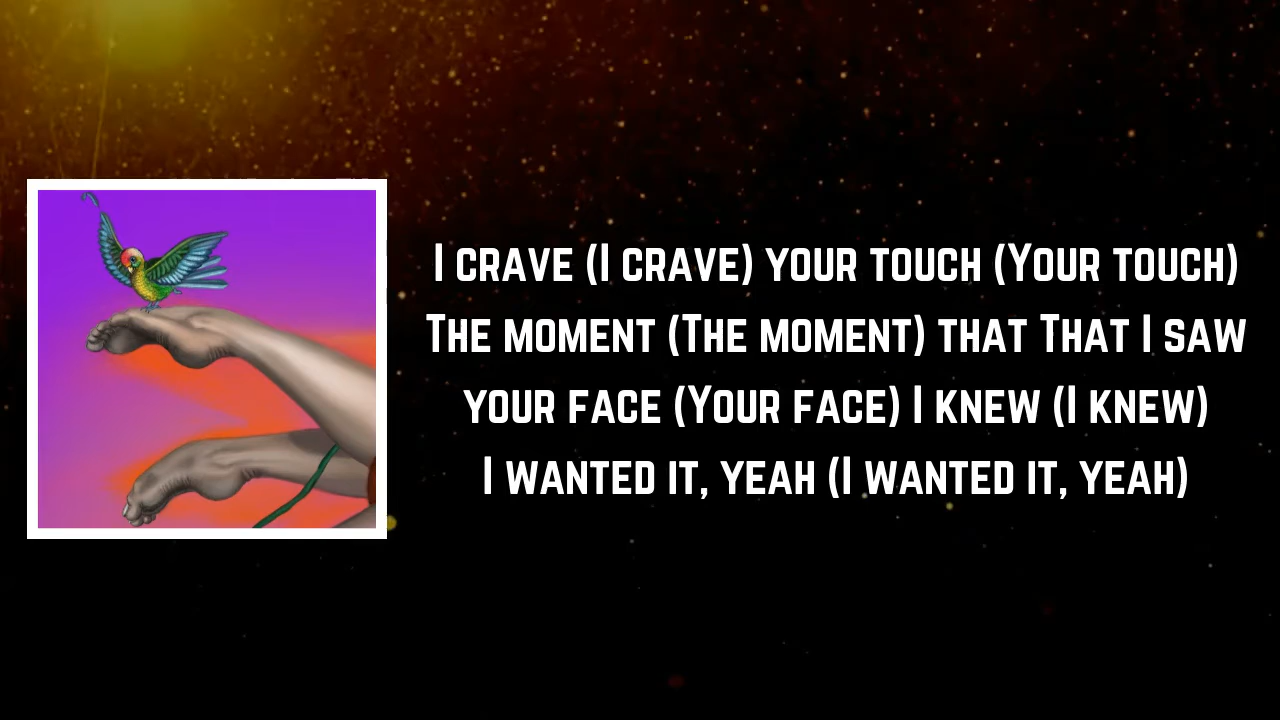 I CRAVE (I CRAVE) YOUR TOUCH (YOUR TOUCH)
THE MOMENT (THE MOMENT) THAT THAT I SAW
YOUR FACE (YOUR FACE) I KNEW (I KNEW)
I WANTED IT, YEAH (I WANTED IT, YEAH)